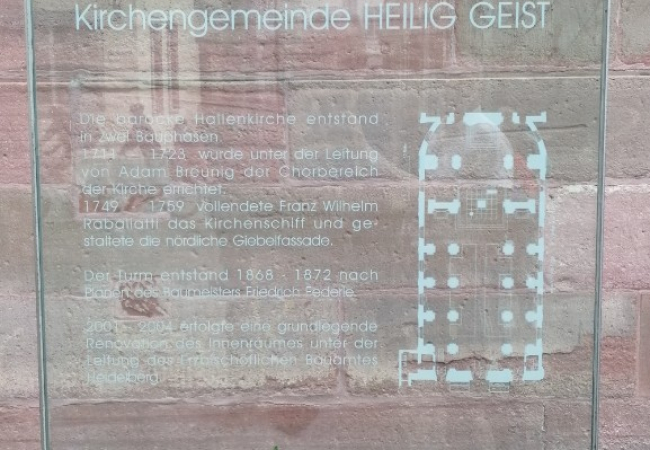 Kirchengemeinde HEILIG GEIST
Die barocke Hallenkirche entstand
in zwei Bauphasen.
1711 - 1723 wurde unter der Leitung
von Adam Breunig der Chorbereich
der Kirche errichtet.
1749 - 1759 vollendete Franz Wilhelm
Rabaliatti das Kirchenschiff und ge-
staltete die nördliche Giebelfassade.
Der Turm entstand 1868 - 1872 nach
Plänen des Baumeisters Friedrich Federle.
2001 - 2004 erfolgte eine grundlegende
Renovation des Innenraumes unter der
Leitung des Erzbischöflichen Bauamtes
Heidelberg.